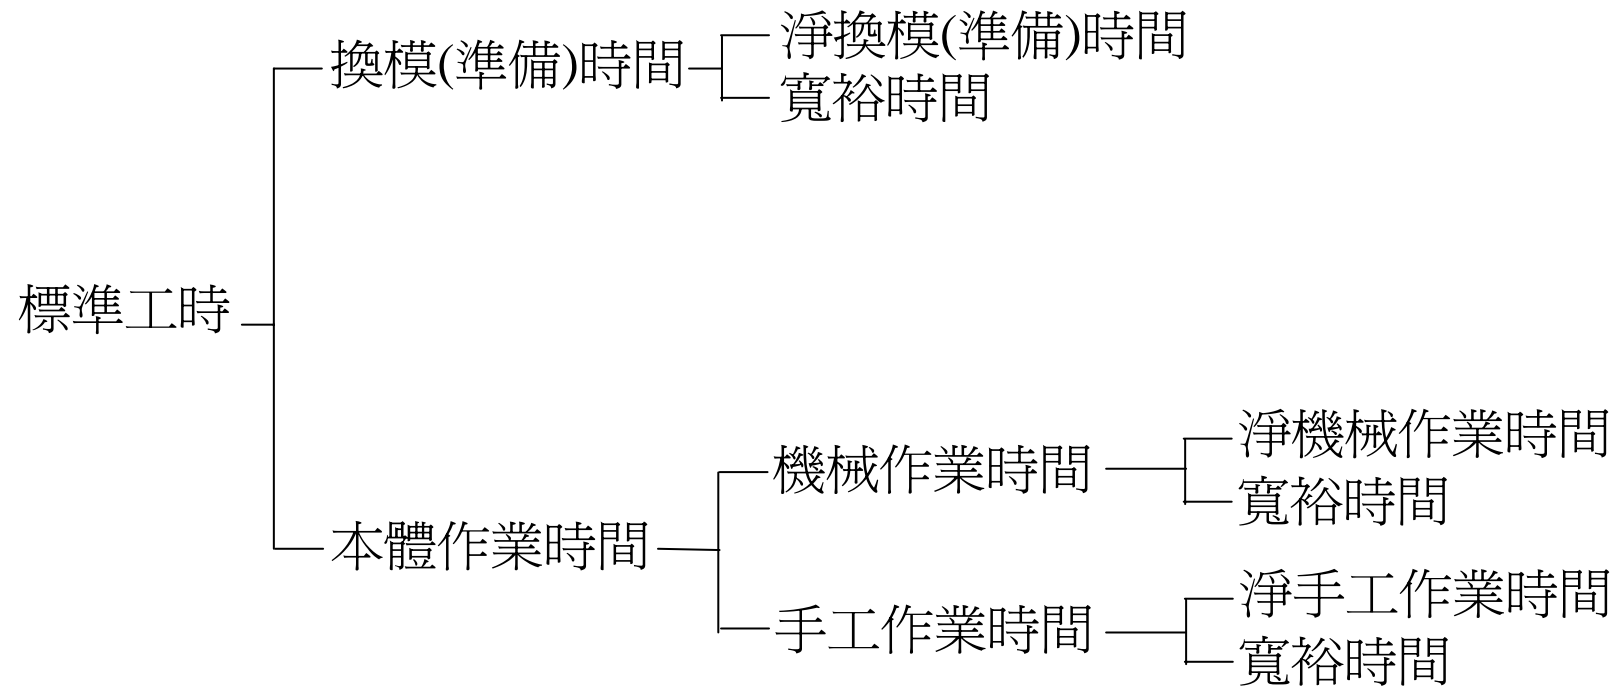 淨換模(準備)時間
換模(準備)時間
寬裕時間
標準工時
淨機械作業時間
機械作業時間
寬裕時間
本體作業時間
淨手工作業時間
手工作業時間
寬裕時間